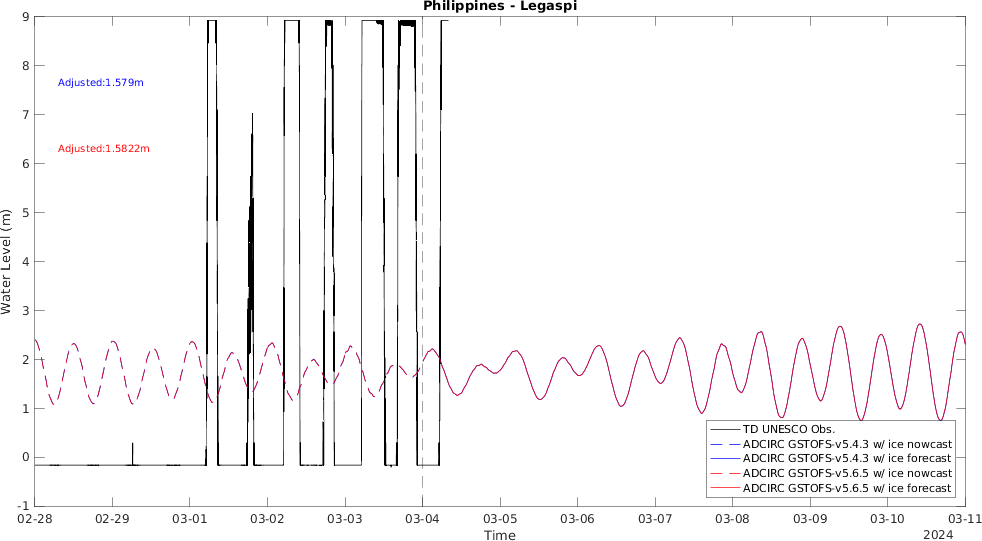 Philippines - Legaspi
9
8
7
6
5
4
3
2
1
0
-1
Water Level (m)
Adjusted:1.579m
Adjusted:1.5822m
TD UNESCO Obs.
ADCIRC GSTOFS-v5.4.3 w/ ice nowcast
ADCIRC GSTOFS-v5.4.3 w/ ice forecast
ADCIRC GSTOFS-v5.6.5 w/ ice nowcast
ADCIRC GSTOFS-v5.6.5 w/ ice forecast
02-28 02-29 03-01 03-02 03-03 03-04 03-05 03-06 03-07 03-08 03-09 03-10 03-11
Time
2024